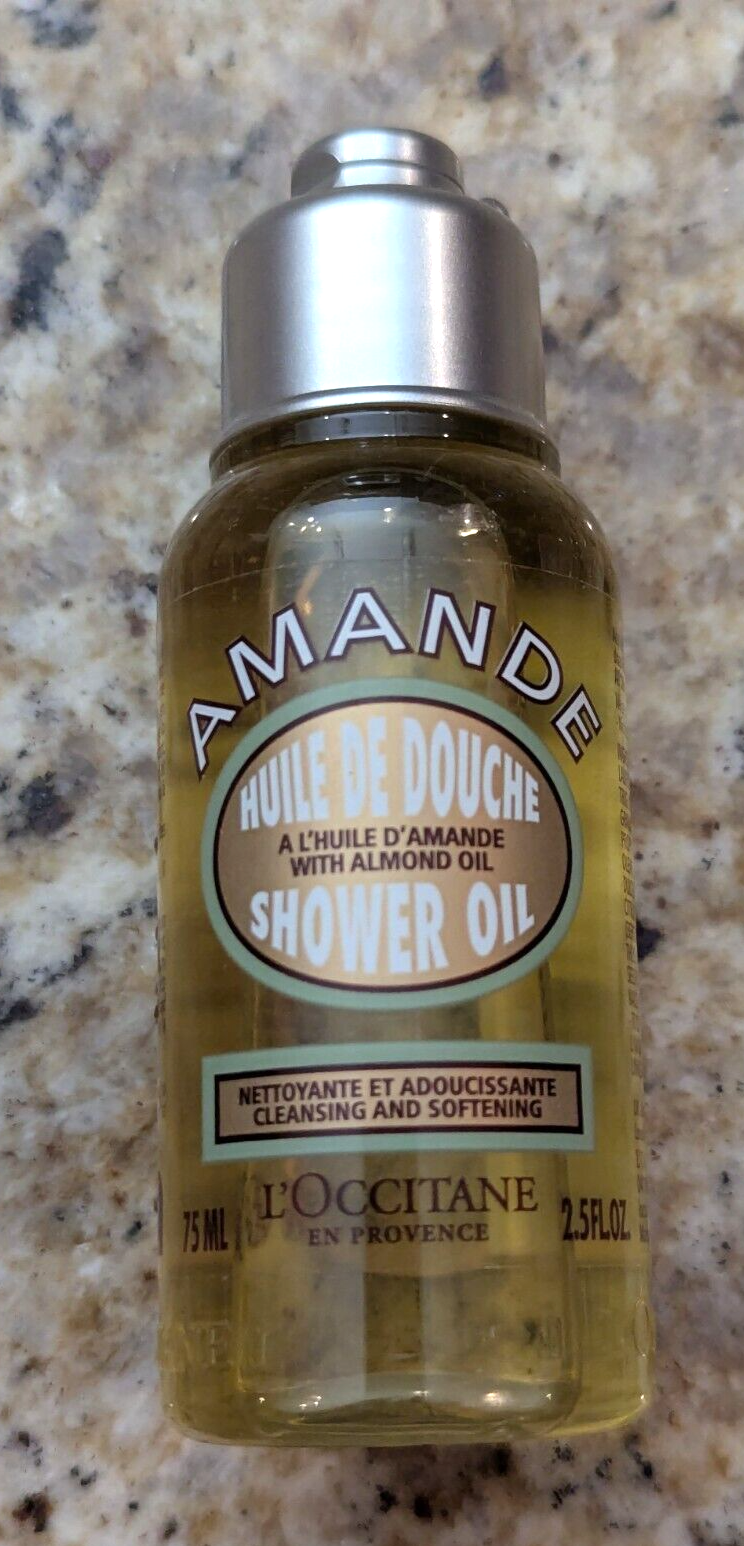 AMANDE
HUILE DE DOUCHE
A L'HUILE D'AMANDE
WITH ALMOND OIL
SHOWER OIL
NETTOYANTE ET ADOUCISSANTE
CLEANSING AND SOFTENING
L'OCCITANE
EN PROVENCE
75 ML
2.5FL.OZ.